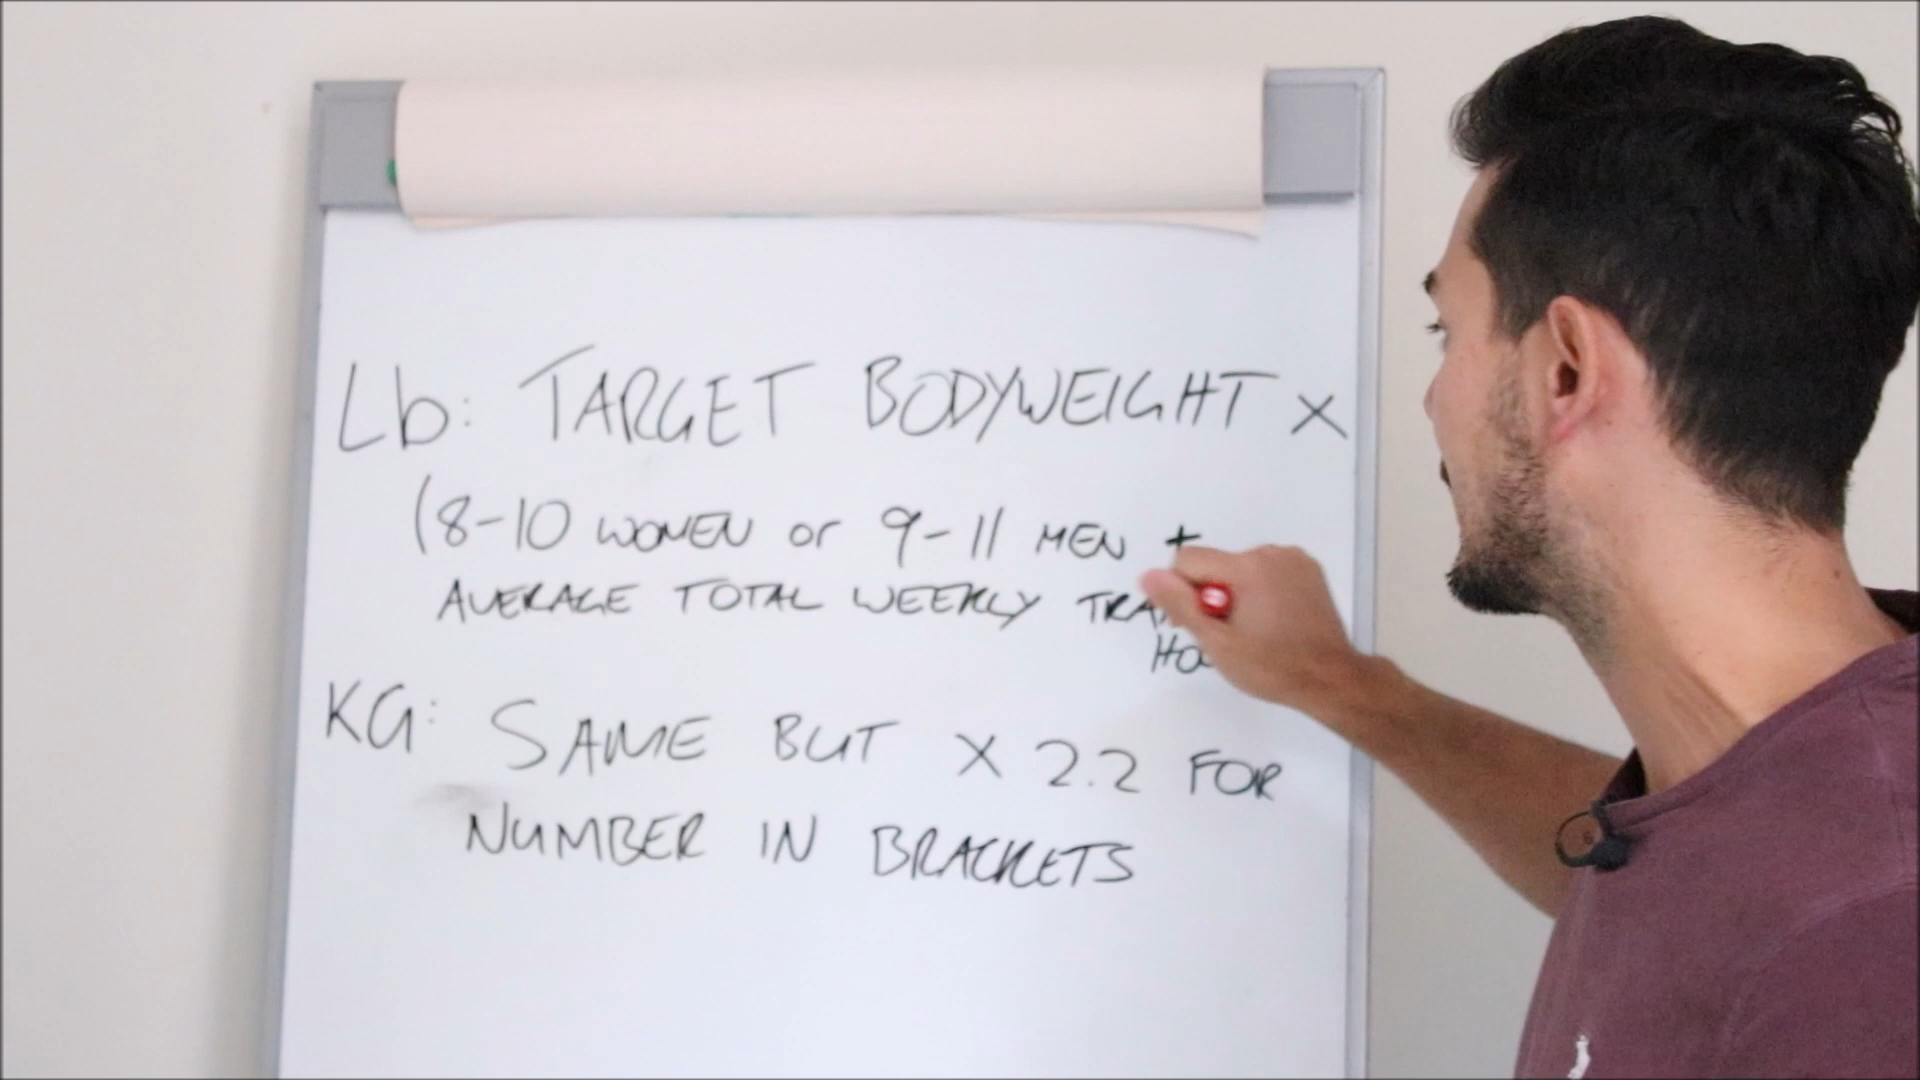 Lb: TARGET BODYWEIGHT X
(8-10 WOMEN or 9-11 MEN +
AVERAGE TOTAL WEEKLY
KG: SAME BUT X 2.2 FOR
NUMBER IN BRACKETS